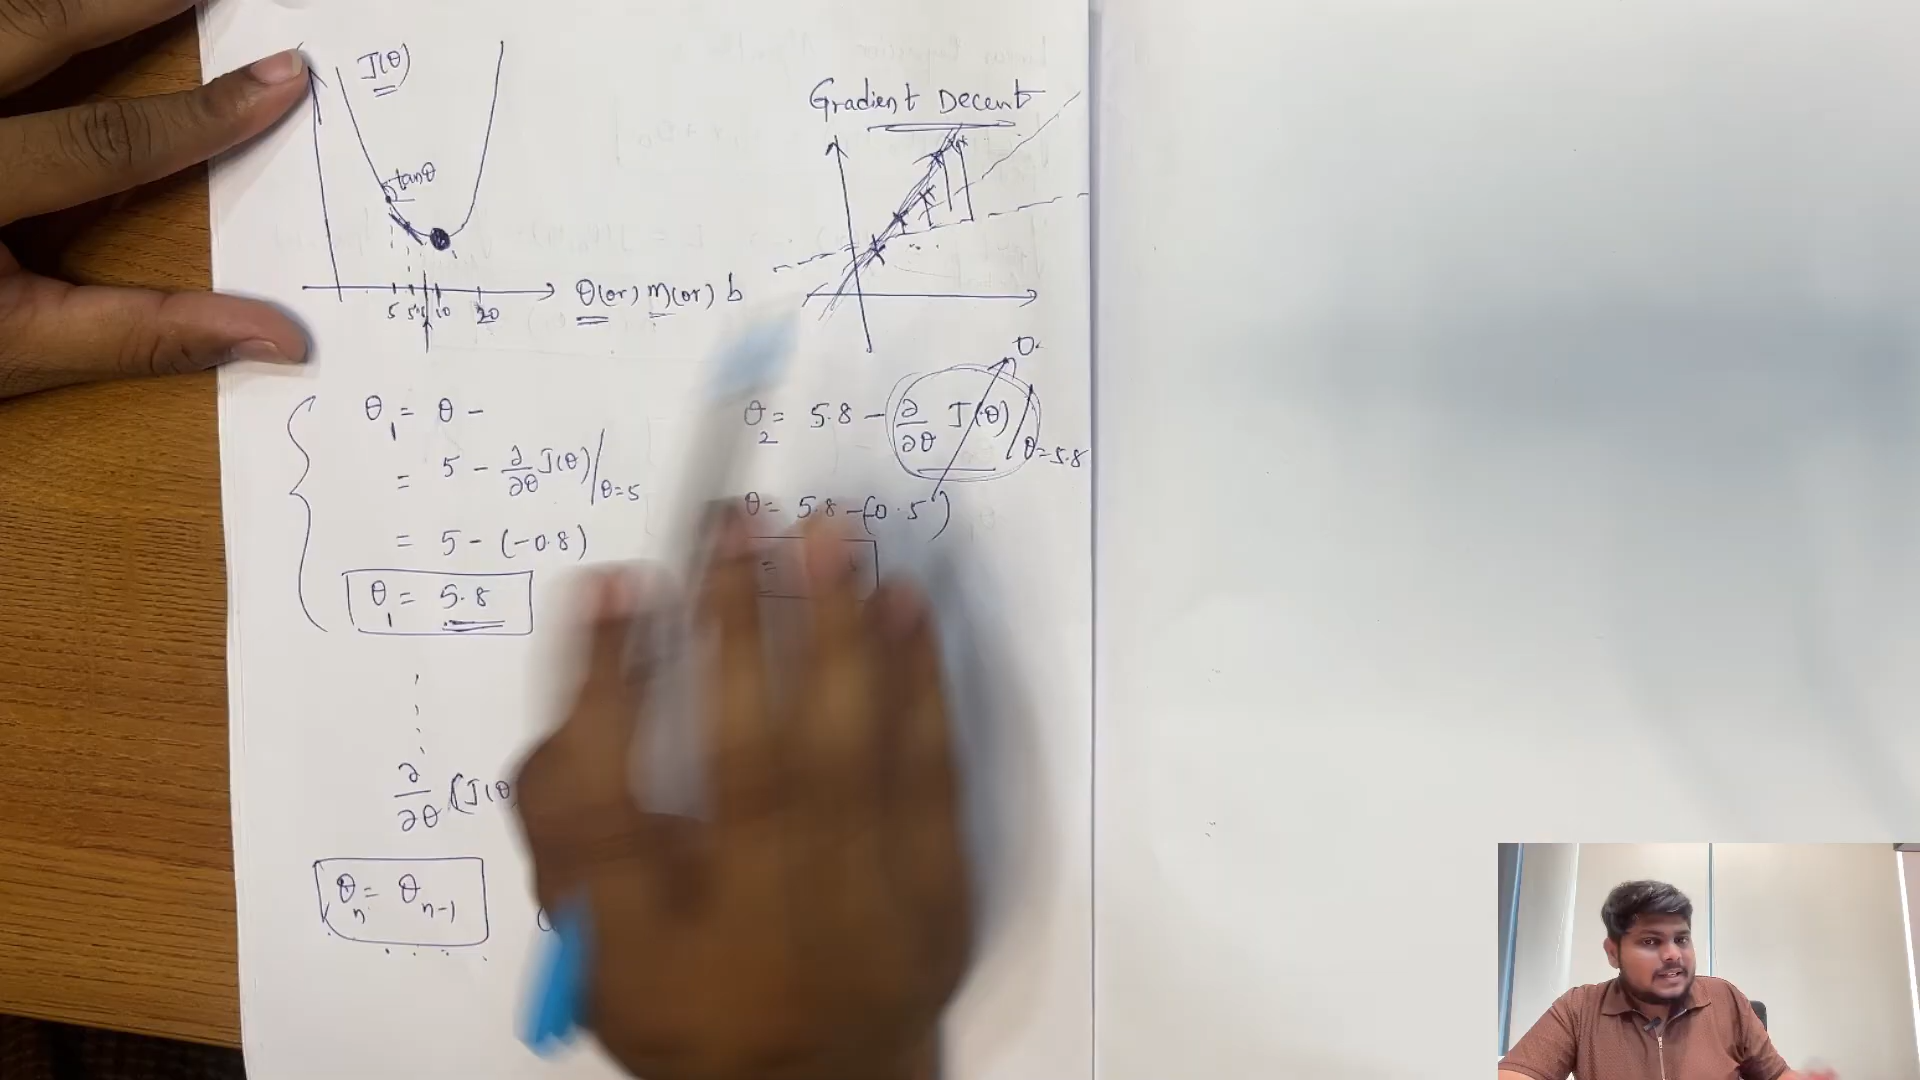 J(θ)
tanθ
5 5.8 10 20
θ(or) m(or) b
Gradient Decent
θ1 = θ -
= 5 - ∂/∂θ J(θ)/θ=5
= 5 - (-0.8)
θ1 = 5.8
∂/∂θ (J(θ
θn = θn-1
0.
θ2 = 5.8 - ∂/∂θ J(θ)/θ=5.8
θ = 5.8 - (-0.5)
=